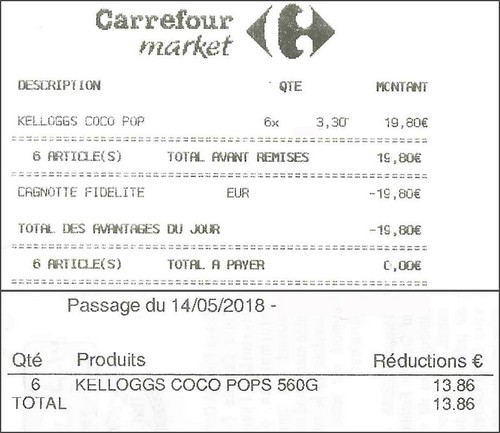 Carrefour
market
DESCRIPTION QTE MONTANT
KELLOGGS COCO POP 6x 3,30 19,80€
6 ARTICLE(S) TOTAL AVANT REMISES 19,80€
CAGNOTTE FIDELITE EUR -19,80€
TOTAL DES AVANTAGES DU JOUR -19,80€
6 ARTICLE(S) TOTAL A PAYER 0,00€
Passage du 14/05/2018 -
Qté Produits Réductions €
6 KELLOGGS COCO POPS 560G 13.86
TOTAL 13.86